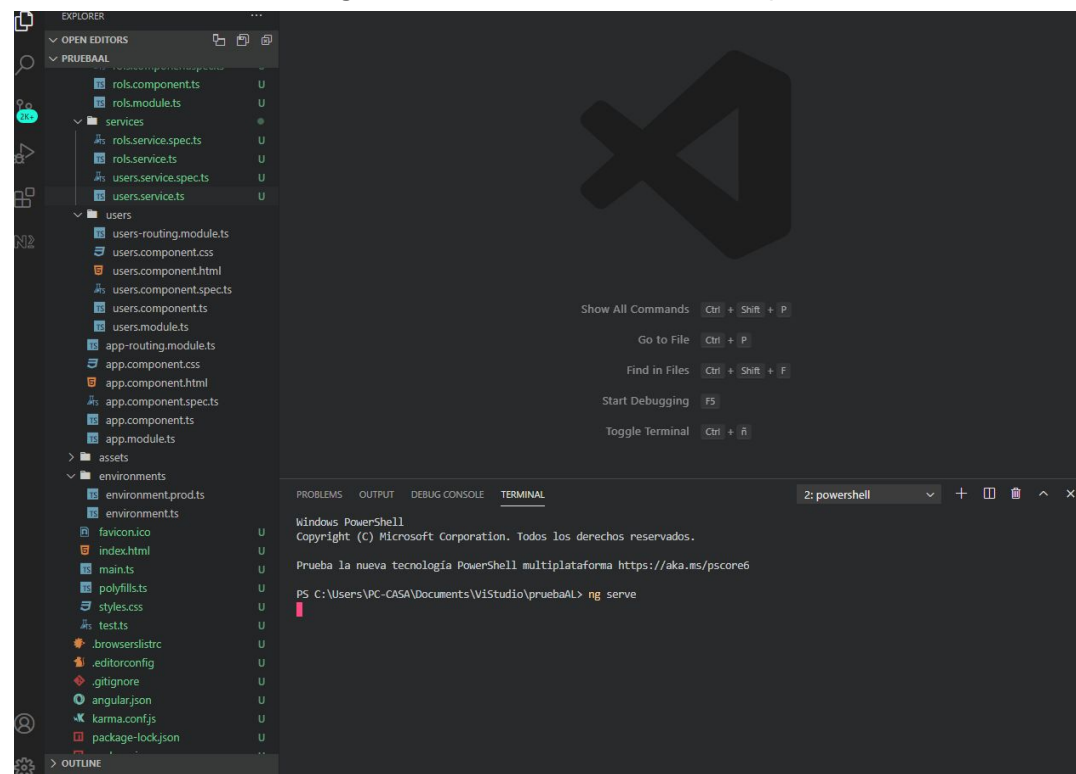 EXPLORER
OPEN EDITORS
PRUEBAAL
rols.component.ts U
rols.module.ts U
2K+
services
rols.service.spec.ts U
rols.service.ts U
users.service.spec.ts U
users.service.ts U
users
users-routing.module.ts
users.component.css
users.component.html
users.component.spec.ts
users.component.ts
users.module.ts
app-routing.module.ts
app.component.css
app.component.html
app.component.spec.ts
app.component.ts
app.module.ts
assets
environments
environment.prod.ts
environment.ts
favicon.ico U
index.html U
main.ts U
polyfills.ts U
styles.css U
test.ts U
.browserslistrc U
.editorconfig U
.gitignore U
angular.json U
karma.conf.js U
package-lock.json U
OUTLINE
Show All Commands Ctrl + Shift + P
Go to File Ctrl + P
Find in Files Ctrl + Shift + F
Start Debugging F5
Toggle Terminal Ctrl + ñ
PROBLEMS OUTPUT DEBUG CONSOLE TERMINAL 2: powershell
Windows PowerShell
Copyright (C) Microsoft Corporation. Todos los derechos reservados.
Prueba la nueva tecnología PowerShell multiplataforma https://aka.ms/pscore6
PS C:\Users\PC-CASA\Documents\ViStudio\pruebaAL> ng serve